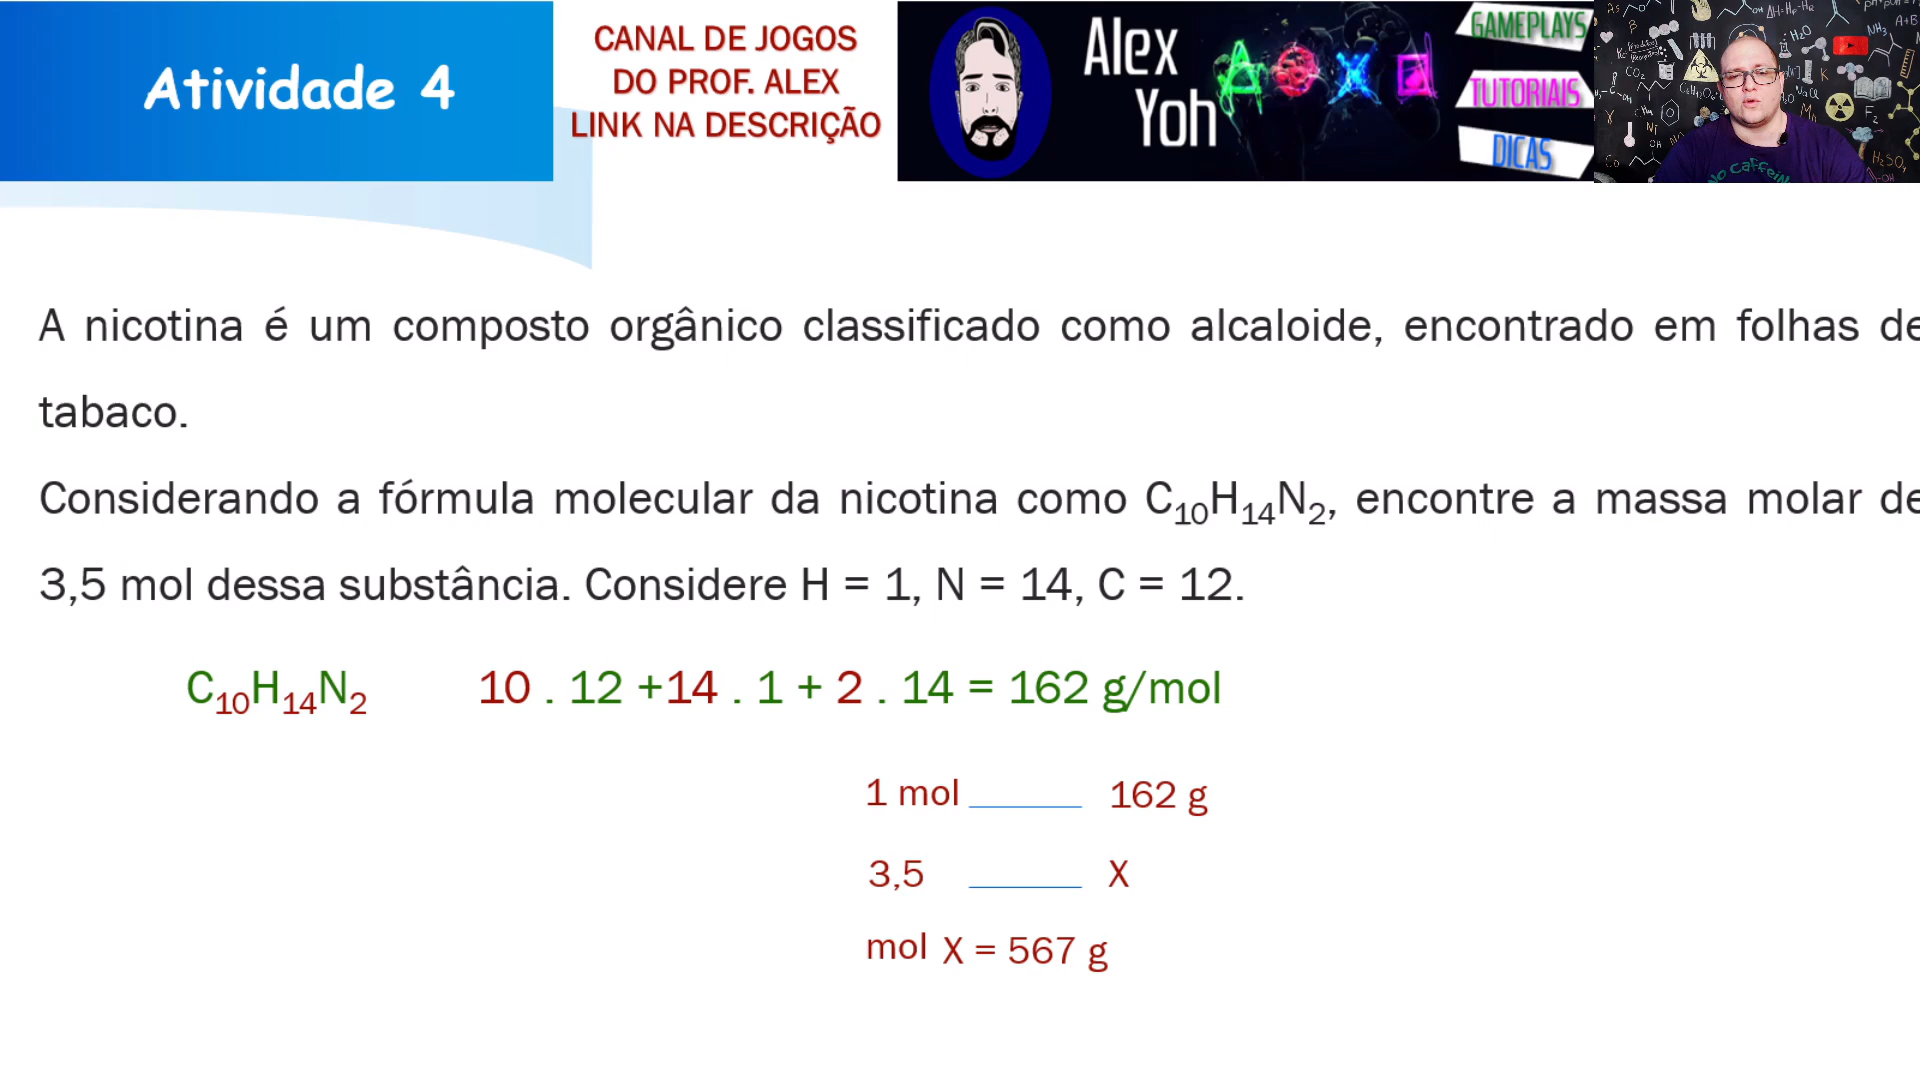 Atividade 4
CANAL DE JOGOS
DO PROF. ALEX
LINK NA DESCRIÇÃO
Alex
Yoh
GAMEPLAYS
TUTORIAIS
DICAS
A nicotina é um composto orgânico classificado como alcaloide, encontrado em folhas de
tabaco.
Considerando a fórmula molecular da nicotina como C₁₀H₁₄N₂, encontre a massa molar de
3,5 mol dessa substância. Considere H = 1, N = 14, C = 12.
C₁₀H₁₄N₂ 10 . 12 +14 . 1 + 2 . 14 = 162 g/mol
1 mol ______ 162 g
3,5 ______ X
mol X = 567 g